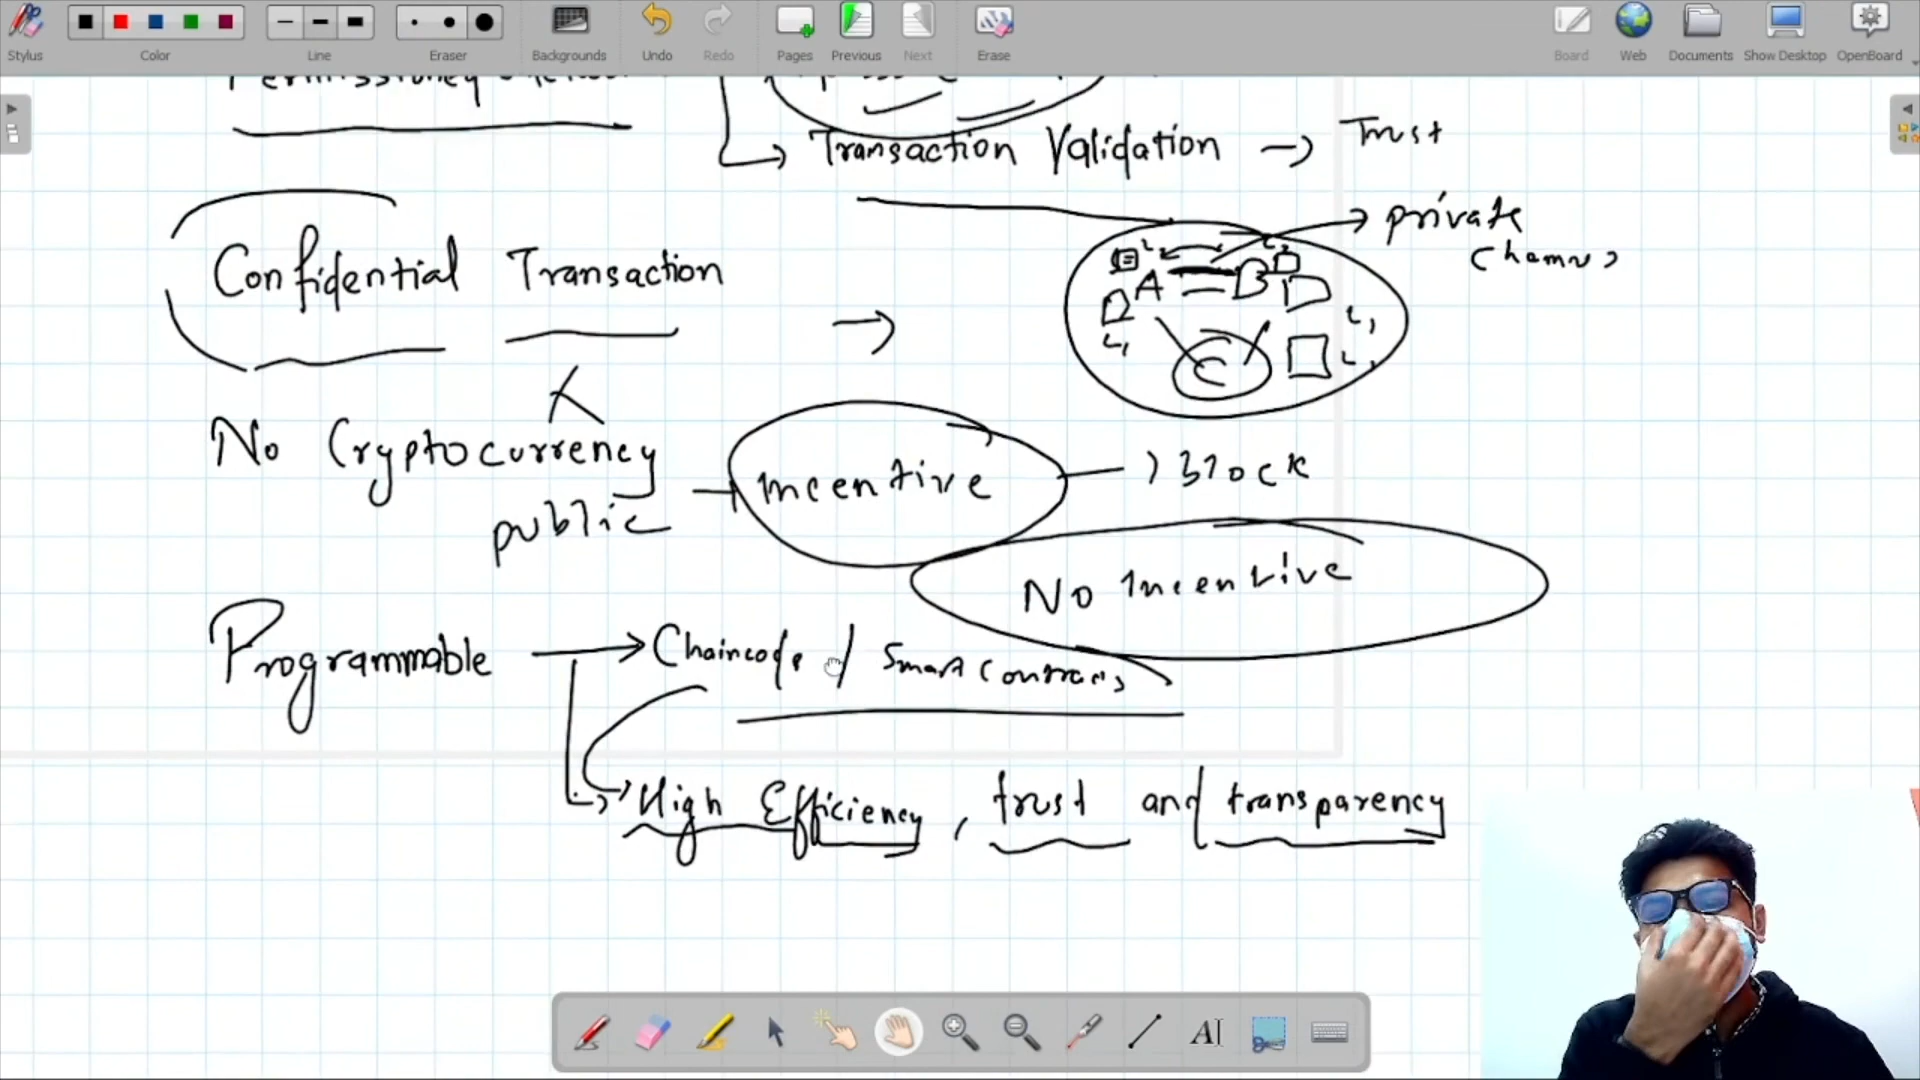 Stylus Color Line Eraser Backgrounds Undo Redo Pages Previous Next Erase Board Web Documents Show Desktop OpenBoard
Transaction Validation → Trust
private
Confidential Transaction →
A B
C
No Cryptocurrency
public
Incentive
Block
No Incentive
Programmable → Chaincode / Smart Contracts
High Efficiency, trust and transparency